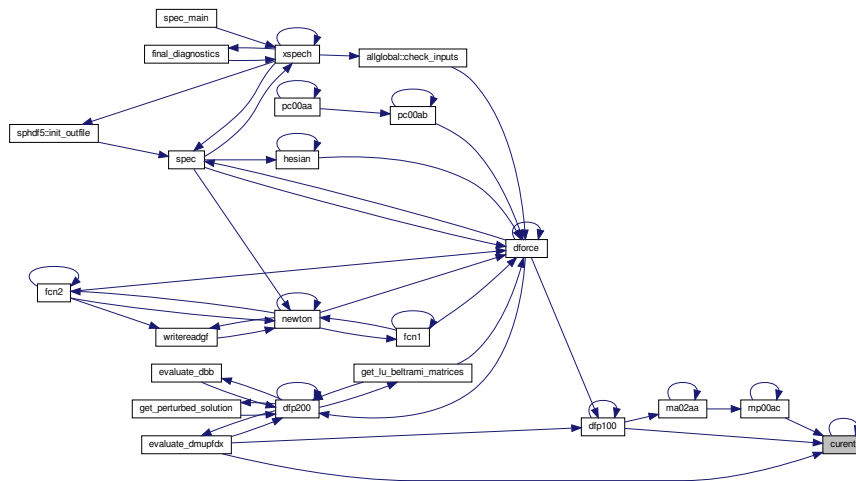 spec_main
final_diagnostics
xspech
allglobal::check_inputs
pc00aa
pc00ab
sphdf5::init_outfile
spec
hesian
dforce
fcn2
newton
writereadgf
fcn1
evaluate_dbb
get_lu_beltrami_matrices
get_perturbed_solution
dfp200
ma02aa
mp00ac
dfp100
evaluate_dmupfdx
curent